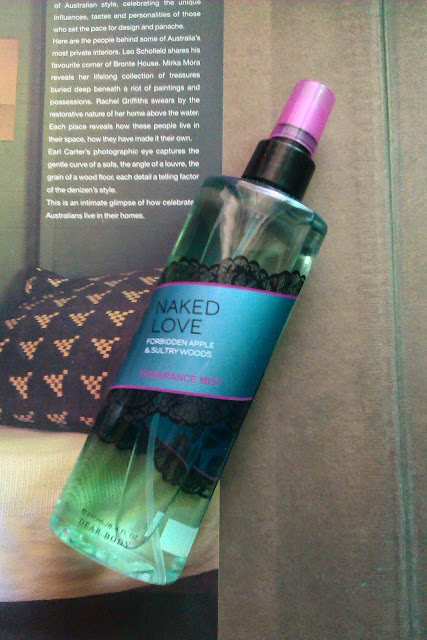 of Australian style, celebrating the unique
influences, tastes and personalities of those
who set the pace for design and panache.
Here are the people behind some of Australia's
most private interiors. Leo Schofield shares his
favourite corner of Bronte House. Mirka Mora
reveals her lifelong collection of treasures
buried deep beneath a riot of paintings and
possessions. Rachel Griffiths swears by the
restorative nature of her home above the water.
Each place reveals how these people live in
their space, how they have made it their own.
Earl Carter's photographic eye captures the
gentle curve of a sofa, the angle of a louvre, the
grain of a wood floor, each detail a telling factor
of the denizen's style.
This is an intimate glimpse of how celebrate
Australians live in their homes.
NAKED
LOVE
FORBIDDEN APPLE
& SULTRY WOODS
FRAGRANCE MIST
FL OZ
DEAR BODY